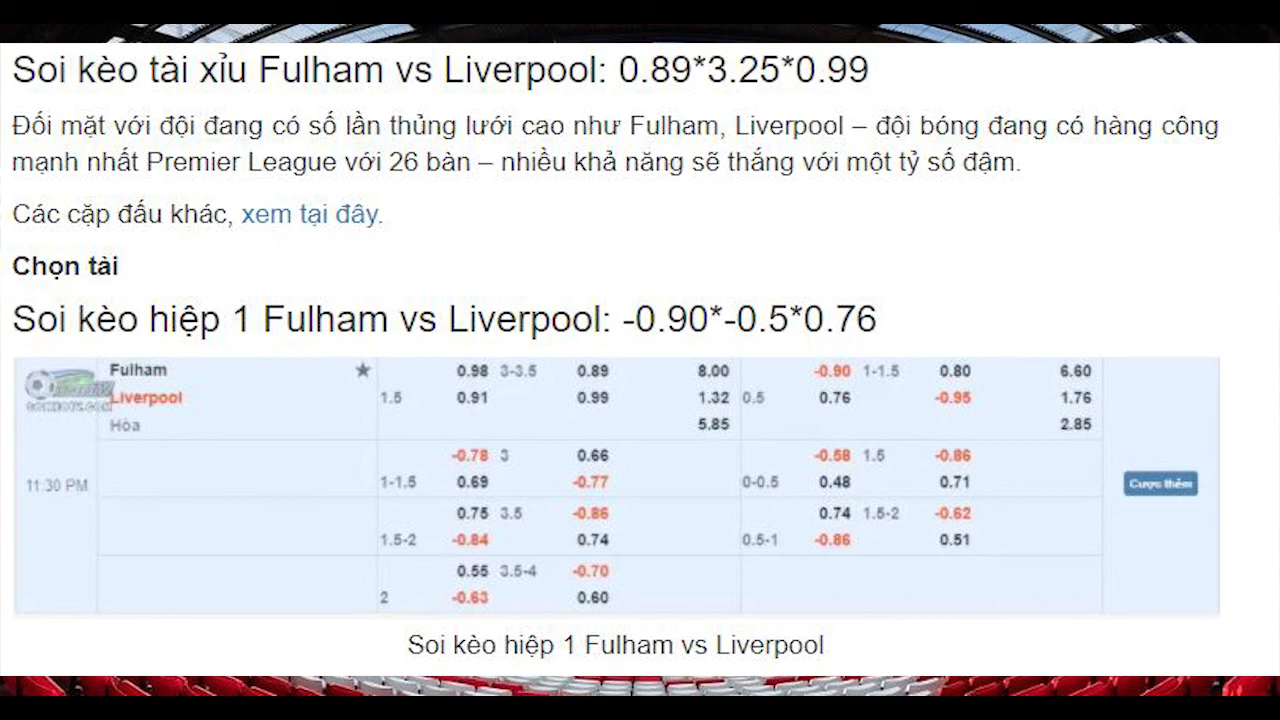 Soi kèo tài xỉu Fulham vs Liverpool: 0.89*3.25*0.99
Đối mặt với đội đang có số lần thủng lưới cao như Fulham, Liverpool – đội bóng đang có hàng công
mạnh nhất Premier League với 26 bàn – nhiều khả năng sẽ thắng với một tỷ số đậm.
Các cặp đấu khác, xem tại đây.
Chọn tài
Soi kèo hiệp 1 Fulham vs Liverpool: -0.90*-0.5*0.76
Fulham 0.98 3-3.5 0.89 8.00 -0.90 1-1.5 0.80 6.60
Liverpool 1.5 0.91 0.99 1.32 0.5 0.76 -0.95 1.76
Hòa 5.85 2.85
-0.78 3 0.66 -0.58 1.5 -0.86
11:30 PM 1-1.5 0.69 -0.77 0-0.5 0.48 0.71 Cược thêm
0.75 3.5 -0.86 0.74 1.5-2 -0.62
1.5-2 -0.84 0.74 0.5-1 -0.86 0.51
0.55 3.5-4 -0.70
2 -0.63 0.60
Soi kèo hiệp 1 Fulham vs Liverpool